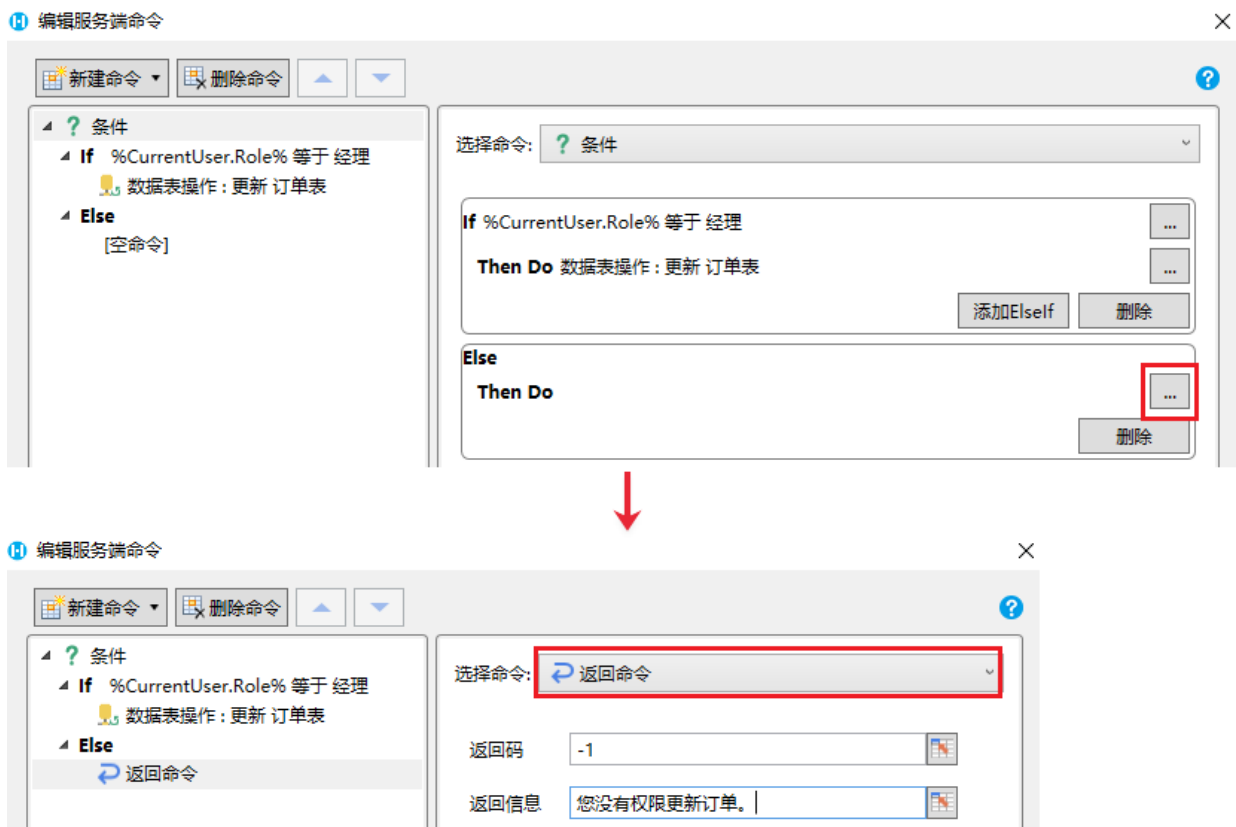 编辑服务端命令
新建命令 删除命令
条件
If %CurrentUser.Role% 等于 经理
数据表操作 : 更新 订单表
Else
[空命令]
选择命令: ? 条件
If %CurrentUser.Role% 等于 经理
...
Then Do 数据表操作 : 更新 订单表
...
添加ElseIf 删除
Else
Then Do
...
删除
编辑服务端命令
新建命令 删除命令
? 条件
If %CurrentUser.Role% 等于 经理
数据表操作 : 更新 订单表
Else
返回命令
选择命令: 返回命令
返回码 -1
返回信息 您没有权限更新订单。